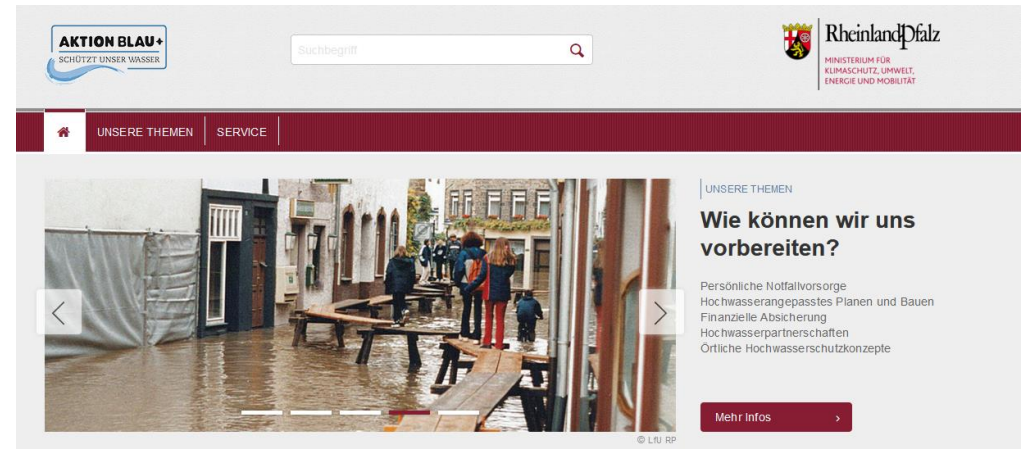 AKTION BLAU+
SCHÜTZT UNSER WASSER
Suchbegriff
RheinlandPfalz
MINISTERIUM FÜR
KLIMASCHUTZ, UMWELT,
ENERGIE UND MOBILITÄT
UNSERE THEMEN
SERVICE
UNSERE THEMEN
Wie können wir uns
vorbereiten?
Persönliche Notfallvorsorge
Hochwasserangepasstes Planen und Bauen
Finanzielle Absicherung
Hochwasserpartnerschaften
Örtliche Hochwasserschutzkonzepte
Mehr Infos
© LfU RP